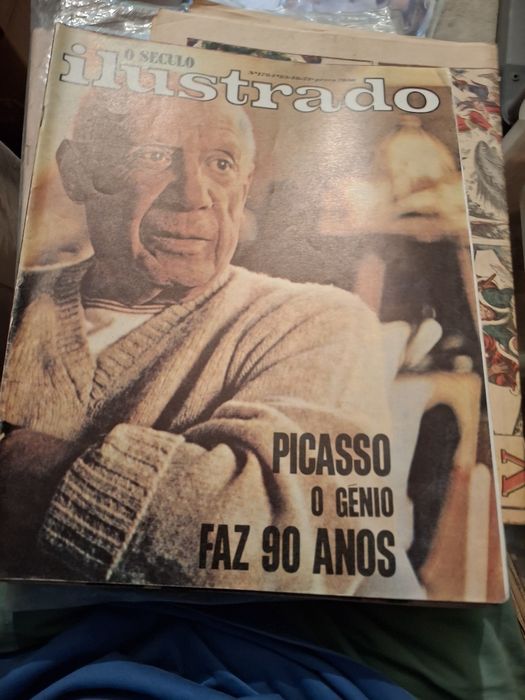 O SECULO
ilustrado
PICASSO
O GÉNIO
FAZ 90 ANOS